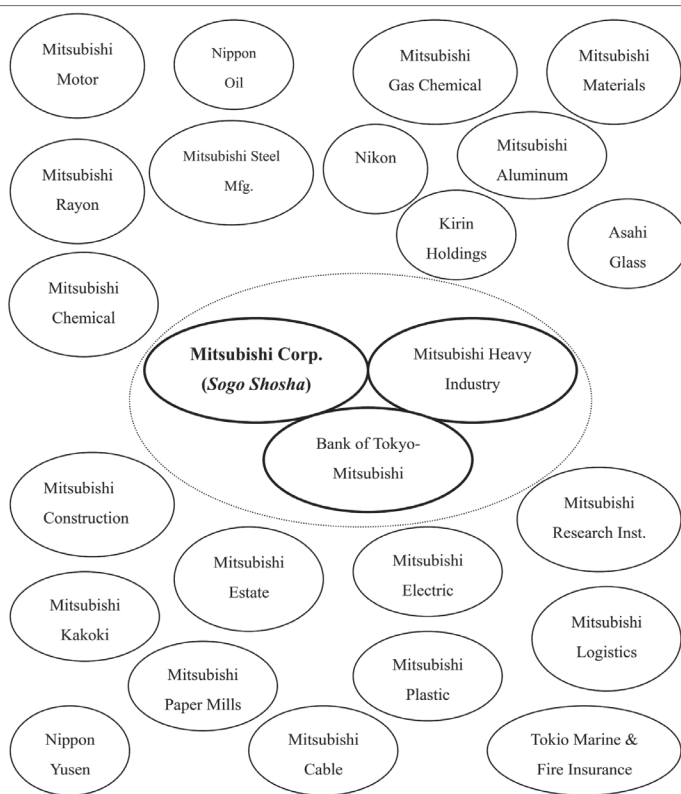 Mitsubishi
Motor
Nippon
Oil
Mitsubishi
Gas Chemical
Mitsubishi
Materials
Mitsubishi Steel
Mfg.
Nikon
Mitsubishi
Aluminum
Mitsubishi
Rayon
Kirin
Holdings
Asahi
Glass
Mitsubishi
Chemical
Mitsubishi Corp.
(Sogo Shosha)
Mitsubishi Heavy
Industry
Bank of Tokyo-
Mitsubishi
Mitsubishi
Construction
Mitsubishi
Research Inst.
Mitsubishi
Estate
Mitsubishi
Electric
Mitsubishi
Kakoki
Mitsubishi
Logistics
Mitsubishi
Paper Mills
Mitsubishi
Plastic
Nippon
Yusen
Mitsubishi
Cable
Tokio Marine &
Fire Insurance